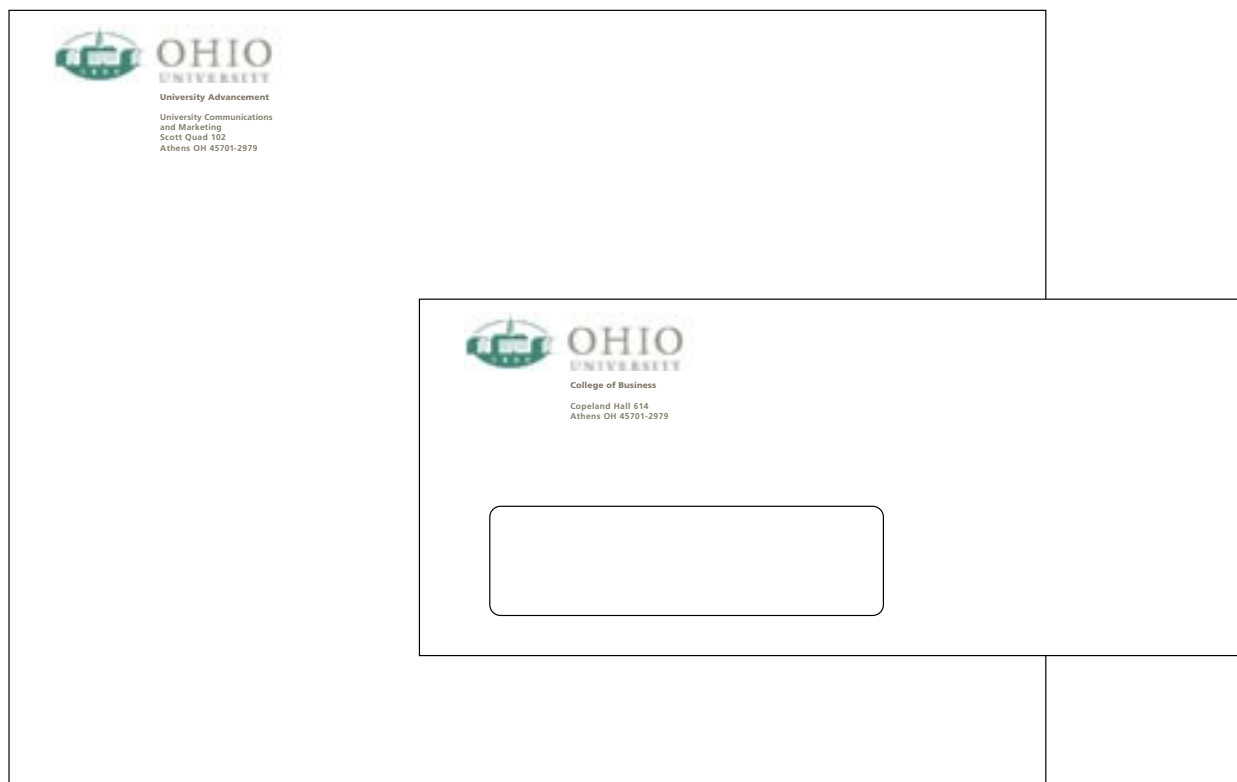 OHIO
UNIVERSITY
University Advancement
University Communications
and Marketing
Scott Quad 102
Athens OH 45701-2979
OHIO
UNIVERSITY
College of Business
Copeland Hall 614
Athens OH 45701-2979